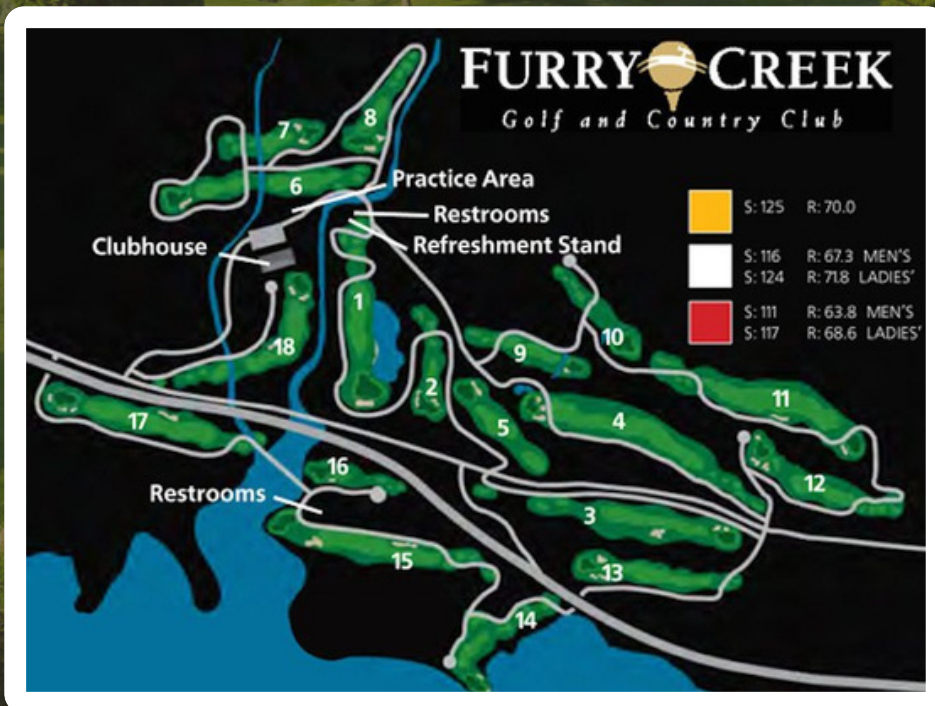 FURRY CREEK
Golf and Country Club
S: 125 R: 70.0
S: 116 R: 67.3 MEN'S
S: 124 R: 71.8 LADIES'
S: 111 R: 63.8 MEN'S
S: 117 R: 68.6 LADIES'
8
7
6
Practice Area
Restrooms
Refreshment Stand
Clubhouse
1
18
10
9
2
11
4
5
17
16
12
Restrooms
3
15
13
14